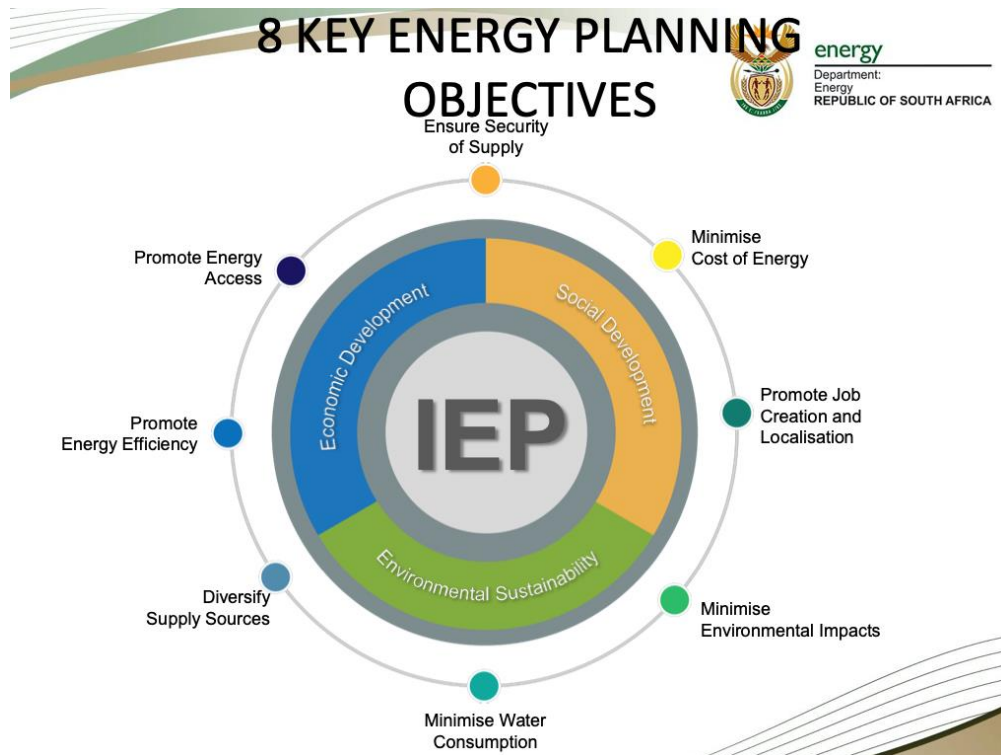 8 KEY ENERGY PLANNING
OBJECTIVES
energy
Department:
Energy
REPUBLIC OF SOUTH AFRICA
Ensure Security
of Supply
Minimise
Cost of Energy
Promote Job
Creation and
Localisation
Minimise
Environmental Impacts
Minimise Water
Consumption
Diversify
Supply Sources
Promote
Energy Efficiency
Promote Energy
Access
Economic Development
Social Development
Environmental Sustainability
IEP